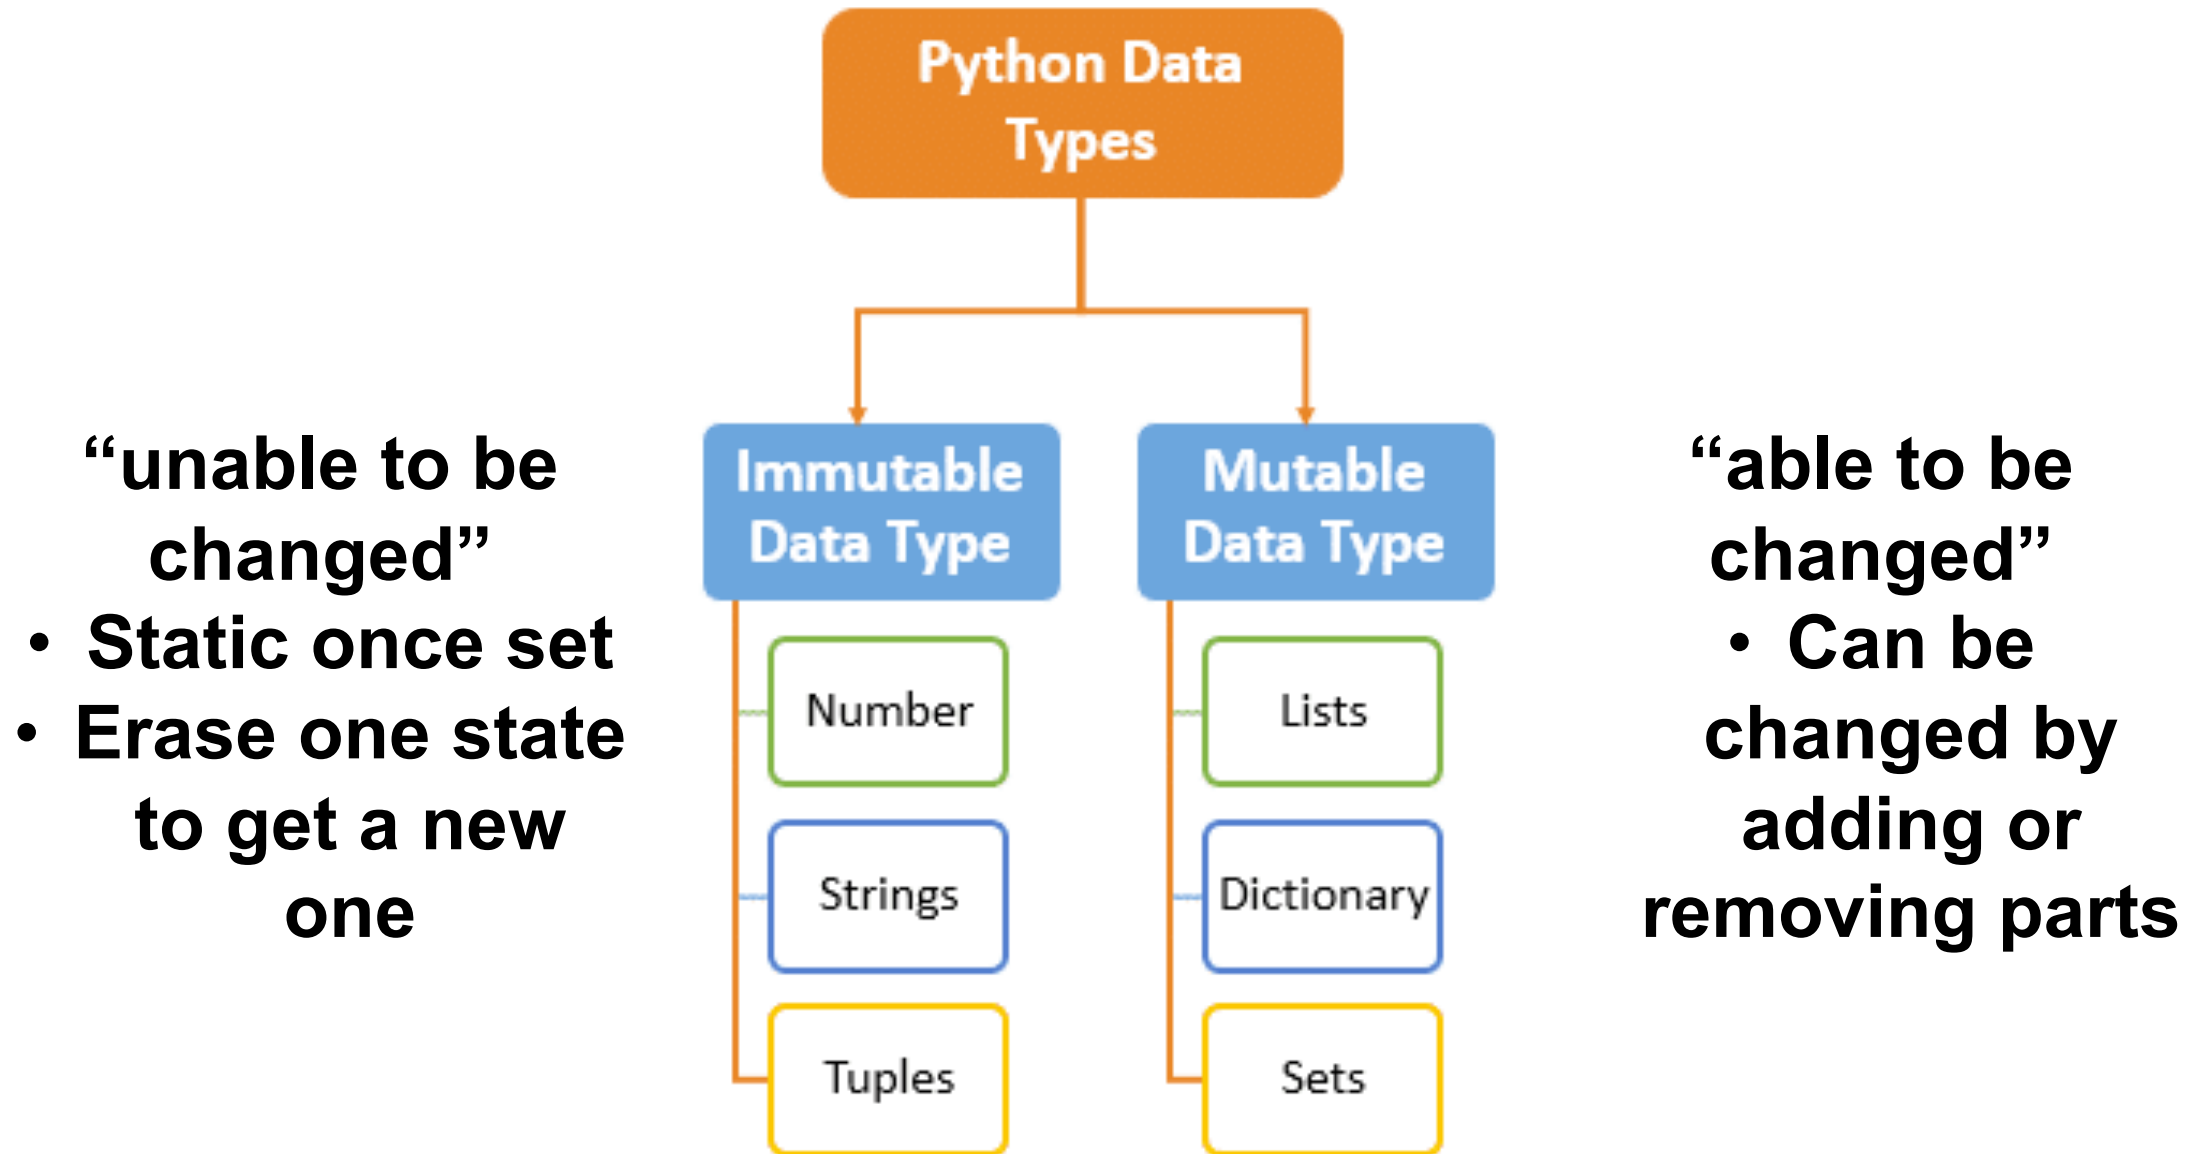 Python Data
Types
“unable to be
changed”
• Static once set
• Erase one state
to get a new
one
Immutable
Data Type
Number
Strings
Tuples
Mutable
Data Type
Lists
Dictionary
Sets
“able to be
changed”
• Can be
changed by
adding or
removing parts